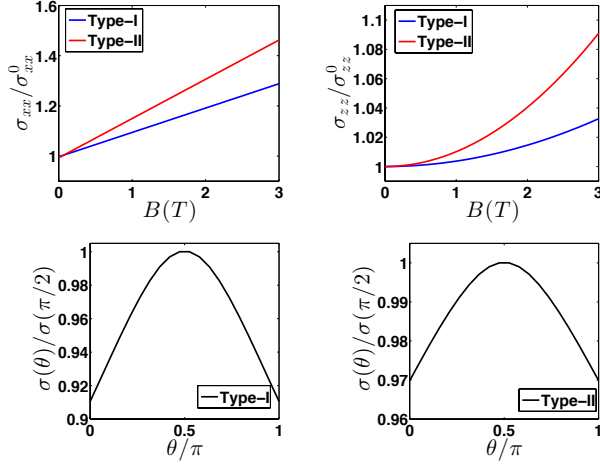 1.6
1.4
1.2
1
0
1
2
3
B(T)
σxx/σ⁰xx
Type-I
Type-II
1.1
1.08
1.06
1.04
1.02
1
0
1
2
3
B(T)
σzz/σ⁰zz
Type-I
Type-II
1
0.98
0.96
0.94
0.92
0.9
0
0.5
1
θ/π
σ(θ)/σ(π/2)
Type-I
1
0.99
0.98
0.97
0.96
0
0.5
1
θ/π
σ(θ)/σ(π/2)
Type-II